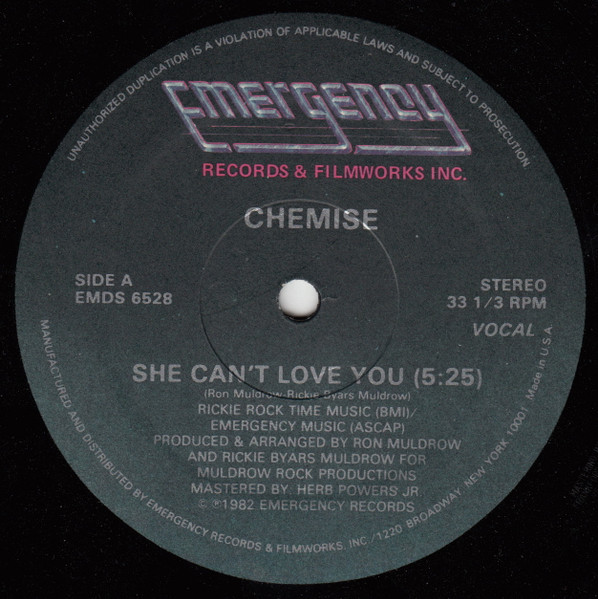 UNAUTHORIZED DUPLICATION IS A VIOLATION OF APPLICABLE LAWS AND SUBJECT TO PROSECUTION.
Emergency
RECORDS & FILMWORKS INC.
CHEMISE
SIDE A
EMDS 6528
STEREO
33 1/3 RPM
VOCAL
SHE CAN'T LOVE YOU (5:25)
(Ron Muldrow-Rickie Byars Muldrow)
RICKIE ROCK TIME MUSIC (BMI)/
EMERGENCY MUSIC (ASCAP)
PRODUCED & ARRANGED BY RON MULDROW
AND RICKIE BYARS MULDROW FOR
MULDROW ROCK PRODUCTIONS
MASTERED BY: HERB POWERS JR
© ℗1982 EMERGENCY RECORDS
MANUFACTURED AND DISTRIBUTED BY EMERGENCY RECORDS & FILMWORKS. INC /1220 BROADWAY, NEW YORK 10001 Made in U.S.A.